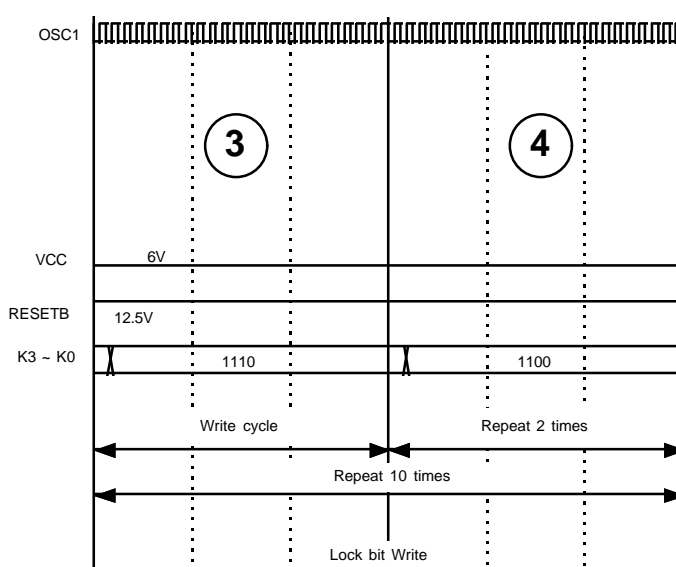 OSC1
3
4
VCC
6V
RESETB
12.5V
K3 ~ K0
1110
1100
Write cycle
Repeat 2 times
Repeat 10 times
Lock bit Write